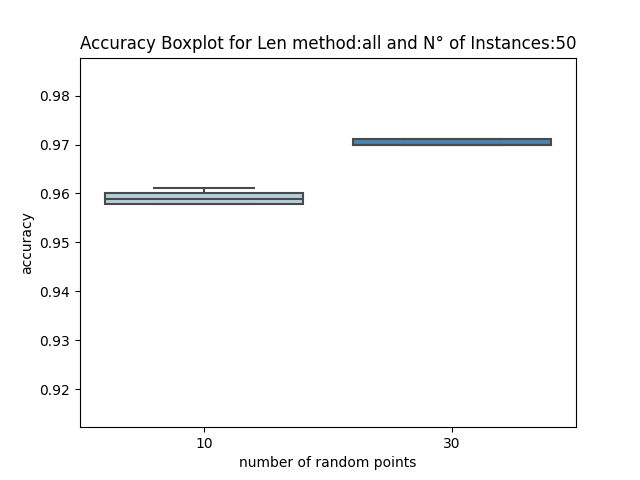 Accuracy Boxplot for Len method:all and N° of Instances:50
0.98
0.97
0.96
0.95
0.94
0.93
0.92
accuracy
10 30
number of random points